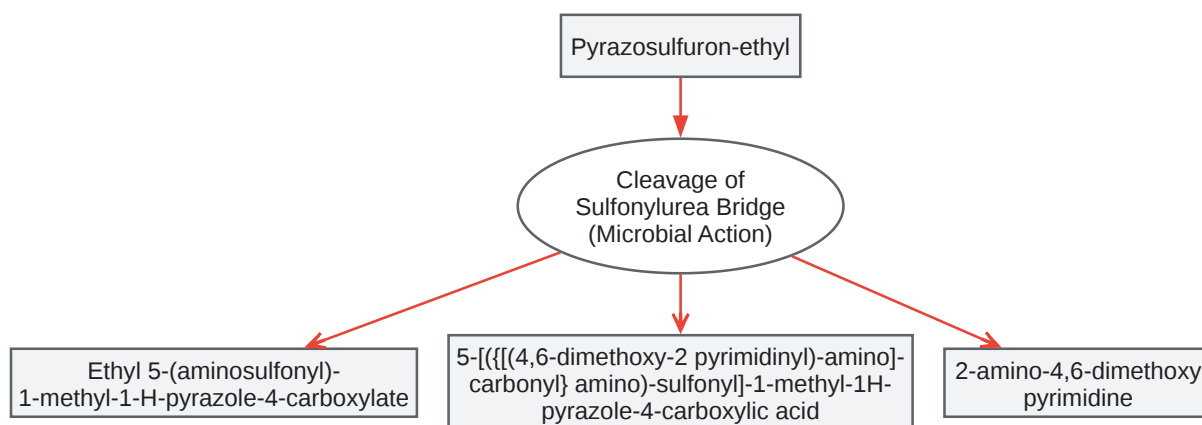 Pyrazosulfuron-ethyl
Cleavage of
Sulfonylurea Bridge
(Microbial Action)
Ethyl 5-(aminosulfonyl)-
1-methyl-1-H-pyrazole-4-carboxylate
5-[({[(4,6-dimethoxy-2 pyrimidinyl)-amino]-
carbonyl} amino)-sulfonyl]-1-methyl-1H-
pyrazole-4-carboxylic acid
2-amino-4,6-dimethoxy
pyrimidine